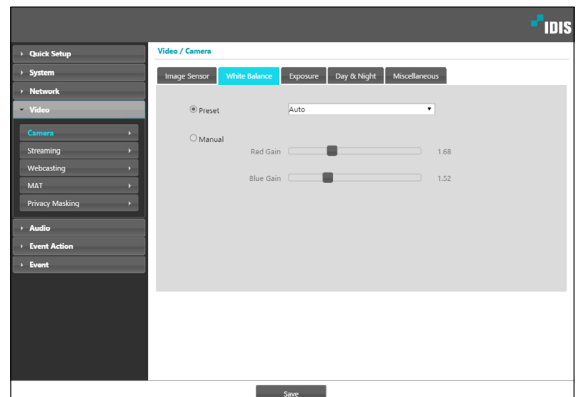 IDIS
Quick Setup
System
Network
Video
Camera
Streaming
Webcasting
MAT
Privacy Masking
Audio
Event Action
Event
Video / Camera
Image Sensor White Balance Exposure Day & Night Miscellaneous
Preset Auto
Manual
Red Gain 1.68
Blue Gain 1.52
Save